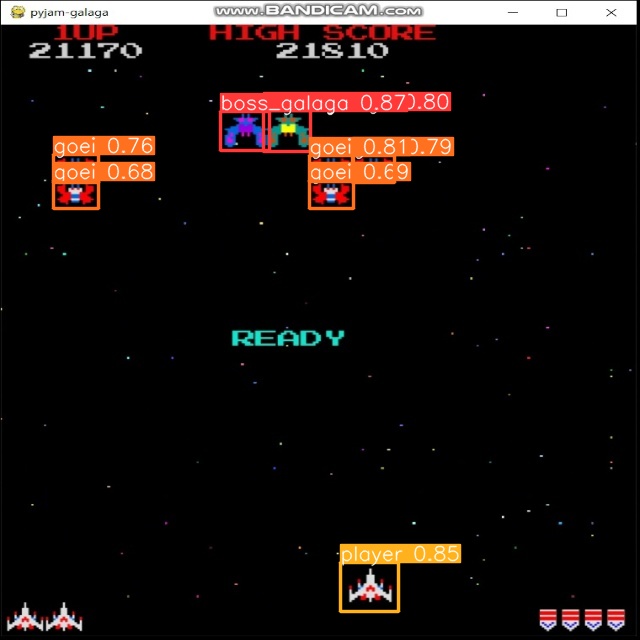 pyjam-galaga
www.BANDICAM.com
1UP HIGH SCORE
21170 21810
boss_galaga 0.87 0.80
goei 0.76 goei 0.81 0.79
goei 0.68 goei 0.69
READY
player 0.85